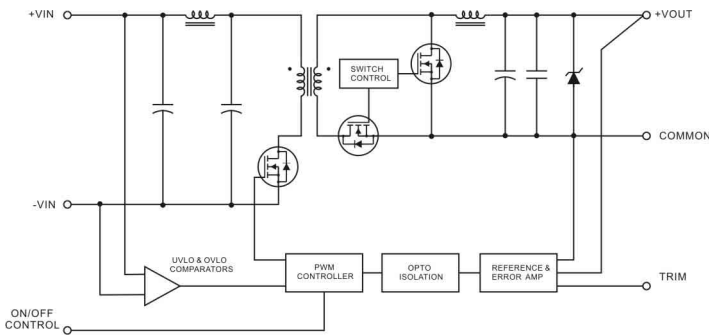 +VIN
+VOUT
SWITCH
CONTROL
COMMON
-VIN
UVLO & OVLO
COMPARATORS
PWM
CONTROLLER
OPTO
ISOLATION
REFERENCE &
ERROR AMP
TRIM
ON/OFF
CONTROL